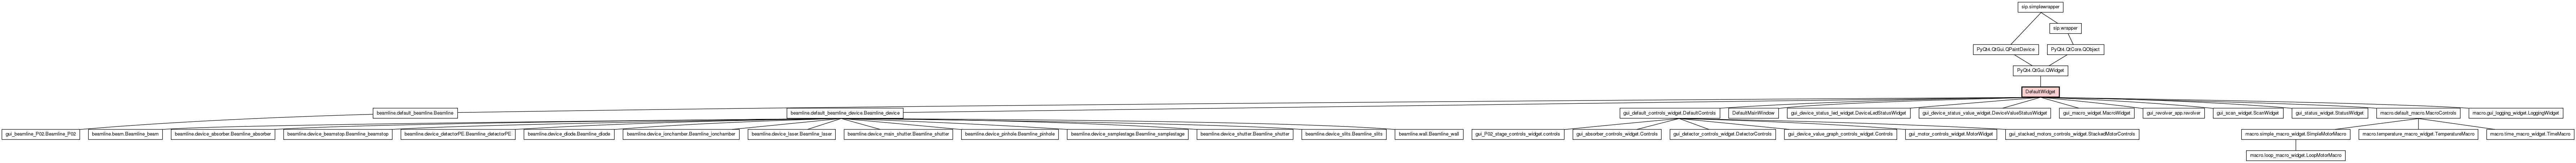 sip.simplewrapper
sip.wrapper
PyQt4.QtGui.QPaintDevice
PyQt4.QtCore.QObject
PyQt4.QtGui.QWidget
DefaultWidget
beamline.default_beamline.Beamline
beamline.default_beamline_device.Beamline_device
gui_default_controls_widget.DefaultControls
DefaultMainWindow
gui_device_status_led_widget.DeviceLedStatusWidget
gui_device_status_value_widget.DeviceValueStatusWidget
gui_macro_widget.MacroWidget
gui_revolver_app.revolver
gui_scan_widget.ScanWidget
gui_status_widget.StatusWidget
macro.default_macro.MacroControls
macro.gui_logging_widget.LoggingWidget
gui_beamline_P02.Beamline_P02
beamline.beam.Beamline_beam
beamline.device_absorber.Beamline_absorber
beamline.device_beamstop.Beamline_beamstop
beamline.device_detectorPE.Beamline_detectorPE
beamline.device_diode.Beamline_diode
beamline.device_ionchamber.Beamline_ionchamber
beamline.device_laser.Beamline_laser
beamline.device_main_shutter.Beamline_shutter
beamline.device_pinhole.Beamline_pinhole
beamline.device_samplestage.Beamline_samplestage
beamline.device_shutter.Beamline_shutter
beamline.device_slits.Beamline_slits
beamline.wall.Beamline_wall
gui_P02_stage_controls_widget.controls
gui_absorber_controls_widget.Controls
gui_detector_controls_widget.DetectorControls
gui_device_value_graph_controls_widget.Controls
gui_motor_controls_widget.MotorWidget
gui_stacked_motors_controls_widget.StackedMotorControls
macro.simple_macro_widget.SimpleMotorMacro
macro.temperature_macro_widget.TemperatureMacro
macro.time_macro_widget.TimeMacro
macro.loop_macro_widget.LoopMotorMacro